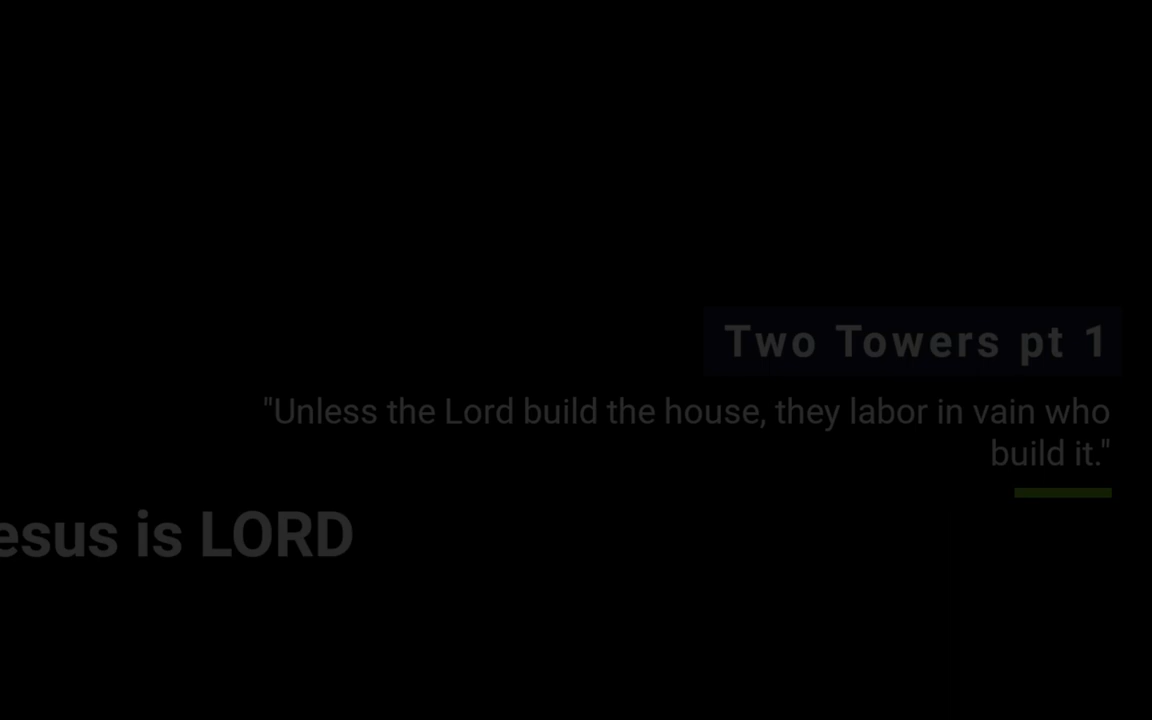 Two Towers pt 1
"Unless the Lord build the house, they labor in vain who
build it."
esus is LORD